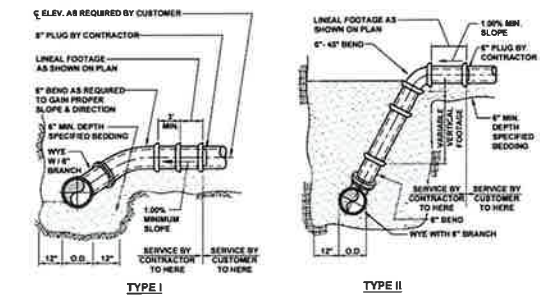 ℄ ELEV. AS REQUIRED BY CUSTOMER
6" PLUG BY CONTRACTOR
LINEAL FOOTAGE
AS SHOWN ON PLAN
6" BEND AS REQUIRED
TO GAIN PROPER
SLOPE & DIRECTION
3'
MIN.
6" MIN. DEPTH
SPECIFIED BEDDING
WYE
W / 6"
BRANCH
1.00%
MINIMUM
SLOPE
12"
O.D.
12"
SERVICE BY
CONTRACTOR
TO HERE
SERVICE BY
CUSTOMER
TO HERE
TYPE I
LINEAL FOOTAGE AS
SHOWN ON PLAN
6"- 45° BEND
1.00% MIN.
SLOPE
6" PLUG BY
CONTRACTOR
VARIABLE
VERTICAL
FOOTAGE
6" MIN.
DEPTH
SPECIFIED
BEDDING
SERVICE BY
CONTRACTOR
TO HERE
SERVICE BY
CUSTOMER
TO HERE
6" BEND
WYE WITH 6" BRANCH
12"
O.D.
TYPE II